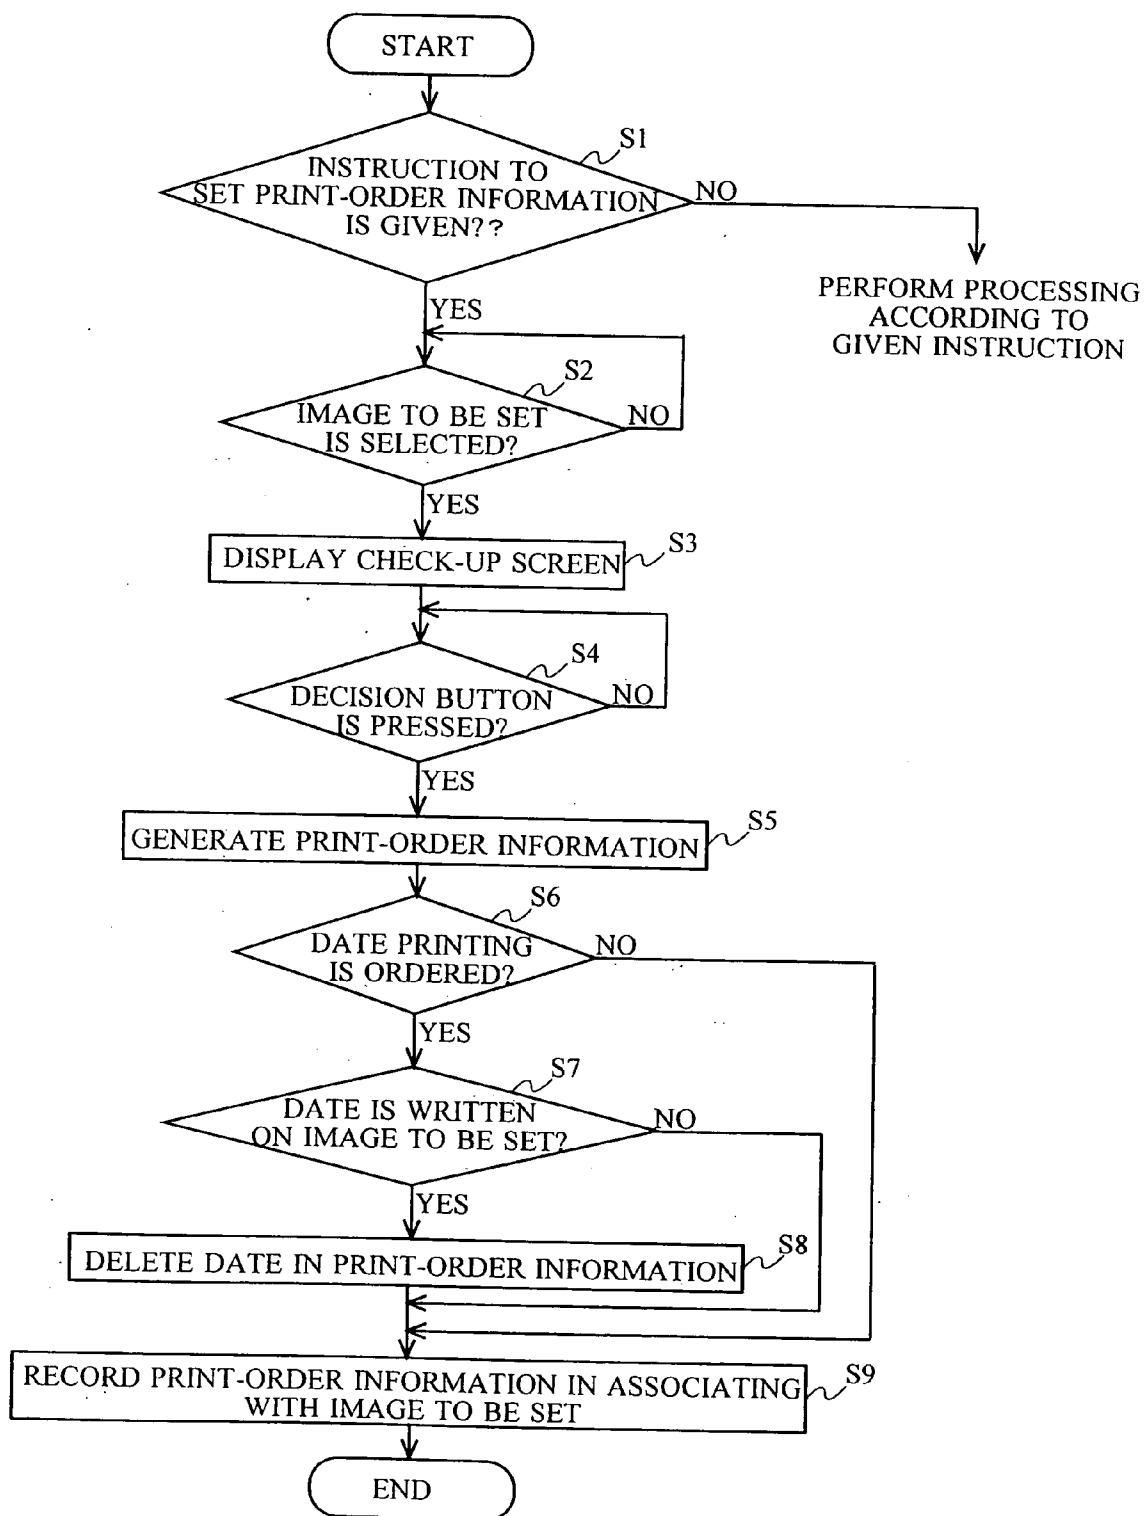 START
S1
INSTRUCTION TO
SET PRINT-ORDER INFORMATION
IS GIVEN??
NO
YES
PERFORM PROCESSING
ACCORDING TO
GIVEN INSTRUCTION
S2
IMAGE TO BE SET
IS SELECTED?
NO
YES
S3
DISPLAY CHECK-UP SCREEN
S4
DECISION BUTTON
IS PRESSED?
NO
YES
S5
GENERATE PRINT-ORDER INFORMATION
S6
DATE PRINTING
IS ORDERED?
NO
YES
S7
DATE IS WRITTEN
ON IMAGE TO BE SET?
NO
YES
S8
DELETE DATE IN PRINT-ORDER INFORMATION
S9
RECORD PRINT-ORDER INFORMATION IN ASSOCIATING
WITH IMAGE TO BE SET
END